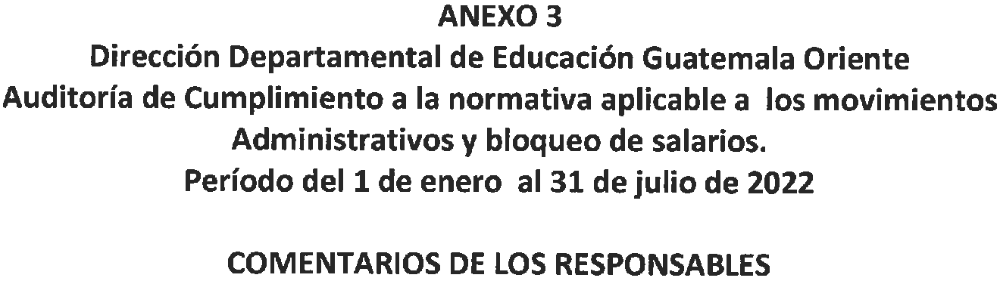 ANEXO 3
Dirección Departamental de Educación Guatemala Oriente
Auditoría de Cumplimiento a la normativa aplicable a los movimientos
Administrativos y bloqueo de salarios.
Período del 1 de enero al 31 de julio de 2022
COMENTARIOS DE LOS RESPONSABLES